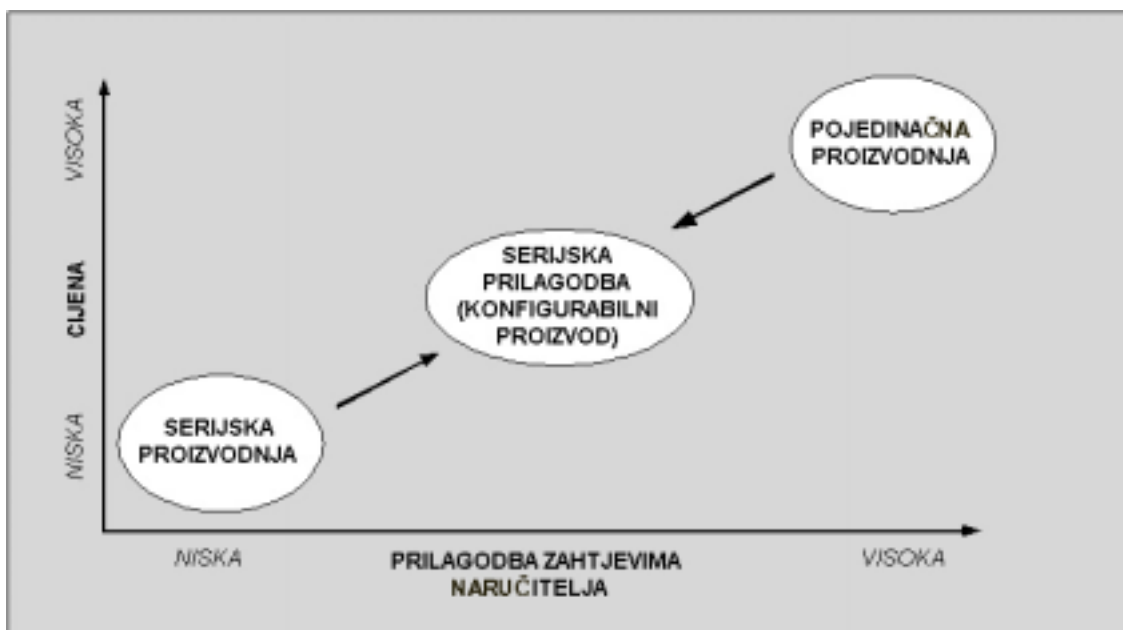 VISOKA
POJEDINAČNA
PROIZVODNJA
SERIJSKA
PRILAGODBA
(KONFIGURABILNI
PROIZVOD)
CIJENA
SERIJSKA
PROIZVODNJA
NISKA
NISKA
PRILAGODBA ZAHTJEVIMA
NARUČITELJA
VISOKA